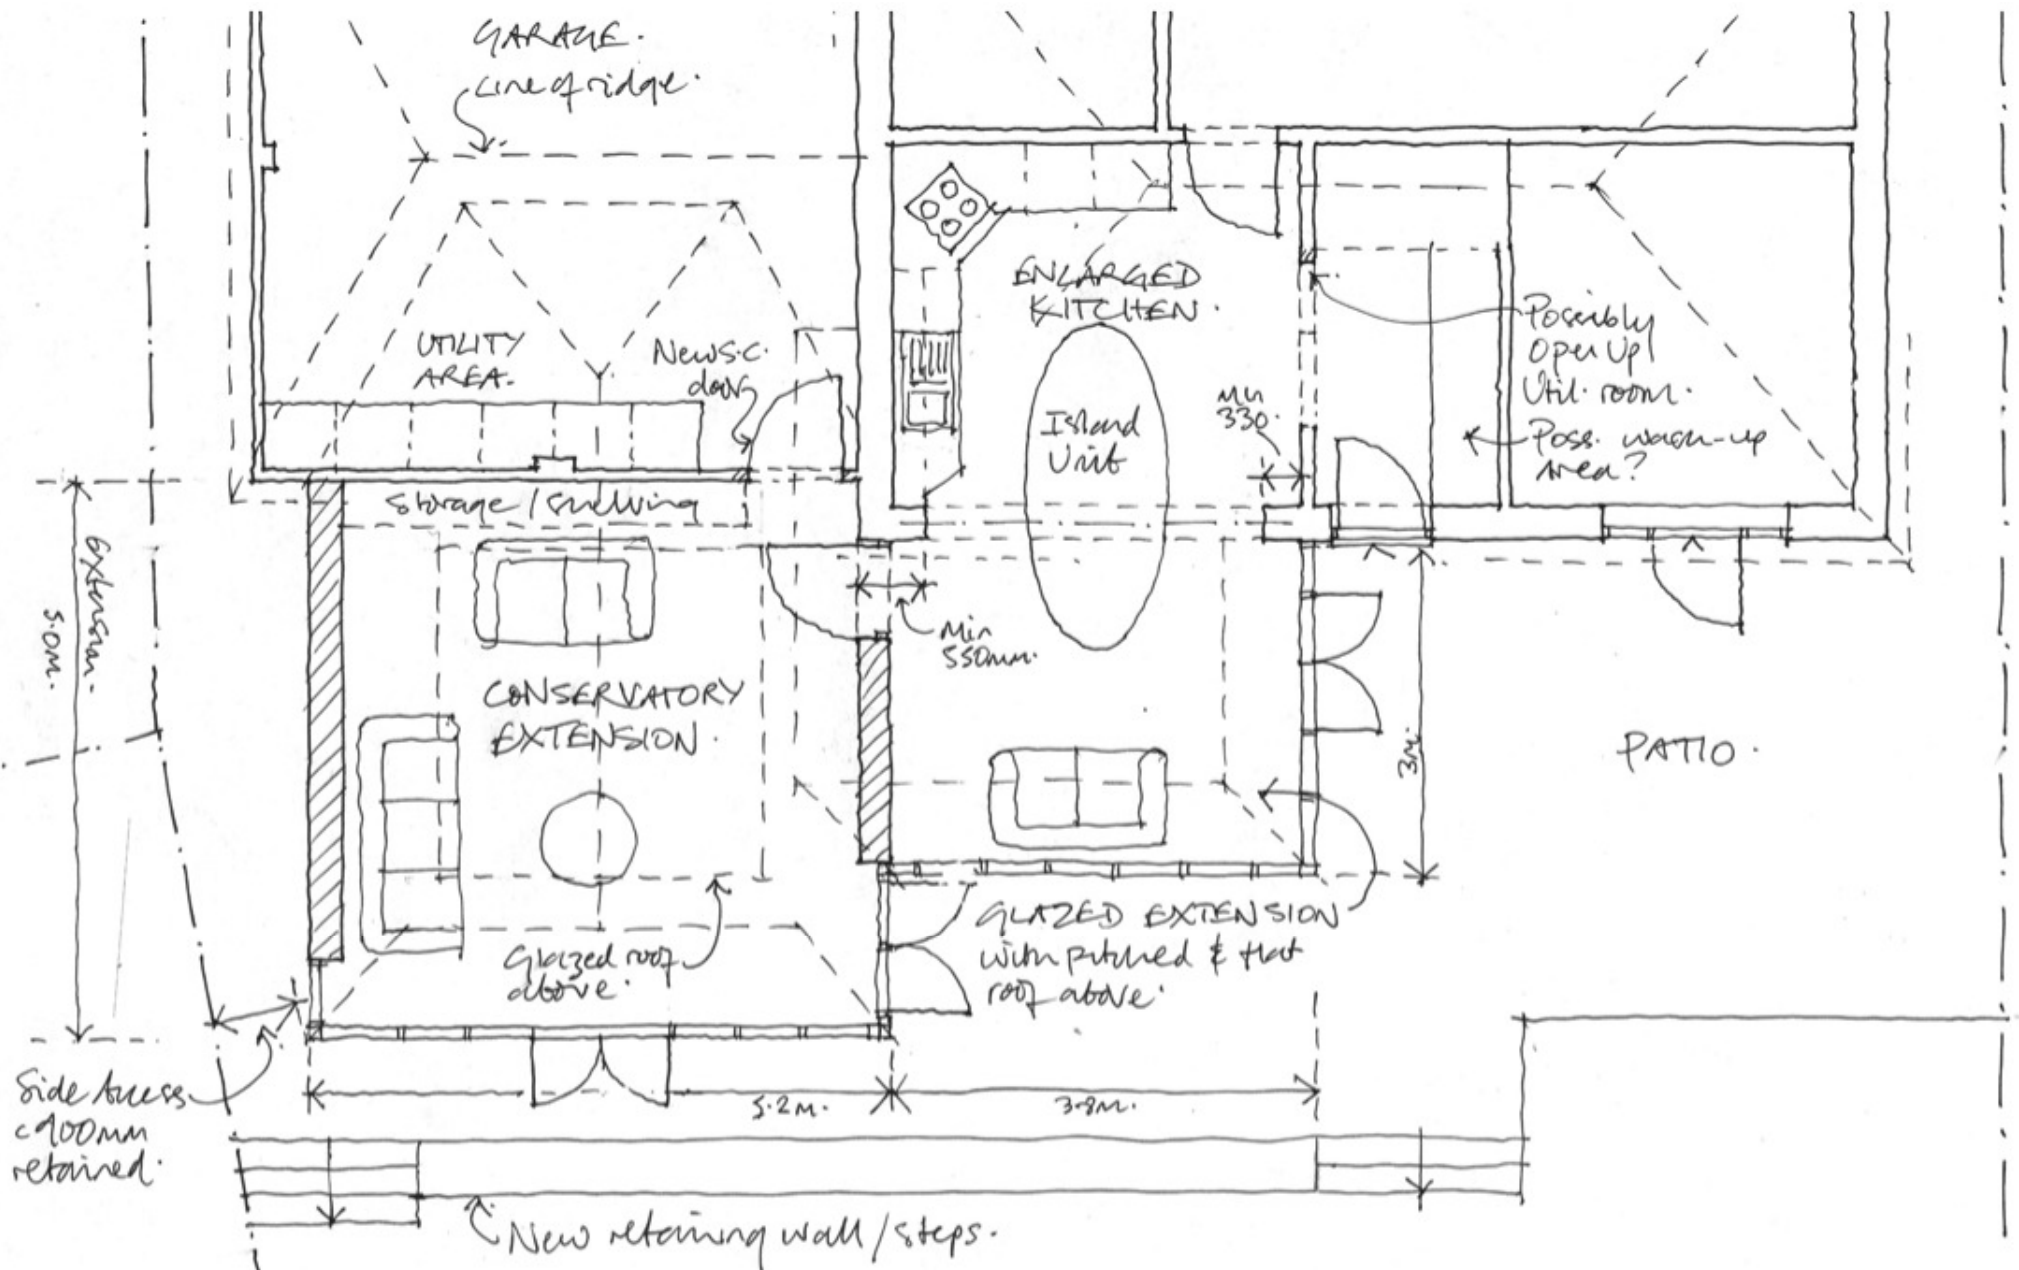 GARAGE.
Line of ridge.
ENLARGED
KITCHEN.
UTILITY
AREA.
New s.c.
door
Island
Unit
Min
330.
Possibly
Open Up
Util. room.
Poss. wash-up
area?
Storage / shelving
Extension.
5.0M.
Min
550mm.
CONSERVATORY
EXTENSION.
3M.
PATIO.
Glazed roof
above.
GLAZED EXTENSION
with pitched & flat
roof above.
Side Access
c900mm
retained.
5.2M.
3.8M.
New retaining wall / steps.